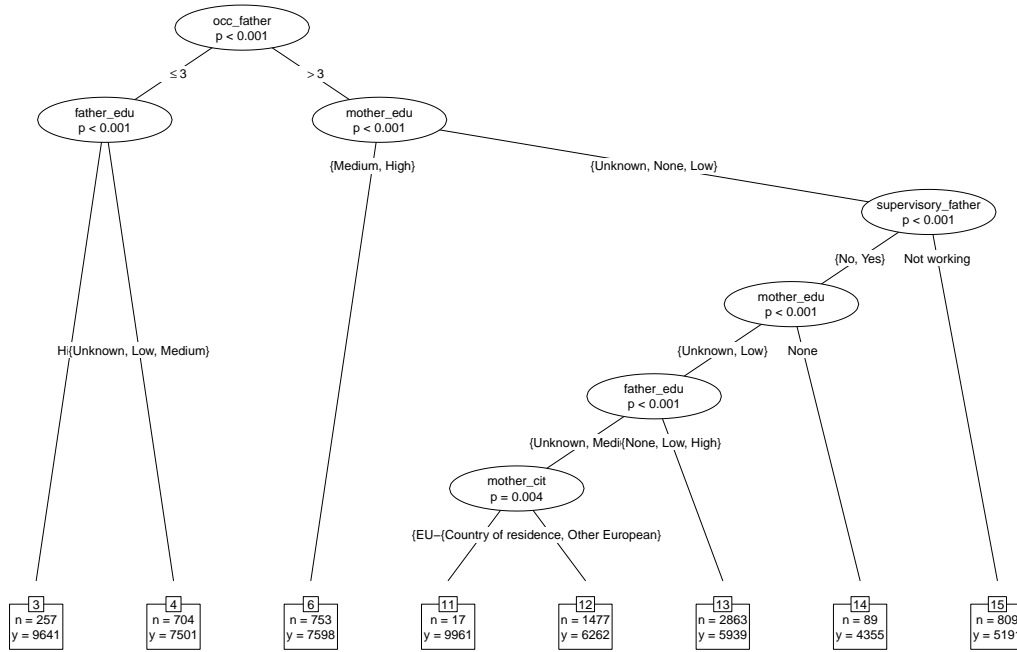 occ_father
p < 0.001
≤ 3
> 3
father_edu
p < 0.001
mother_edu
p < 0.001
{Medium, High}
{Unknown, None, Low}
supervisory_father
p < 0.001
{No, Yes}
Not working
mother_edu
p < 0.001
{Unknown, Low, Medium}
{Unknown, Low}
None
father_edu
p < 0.001
{Unknown,
{None, Low, High}
mother_cit
p = 0.004
{Country of residence, Other European}
3
n = 257
y = 9641
4
n = 704
y = 7501
6
n = 753
y = 7598
11
n = 17
y = 9961
12
n = 1477
y = 6262
13
n = 2863
y = 5939
14
n = 89
y = 4355
15
n = 809
y = 5191